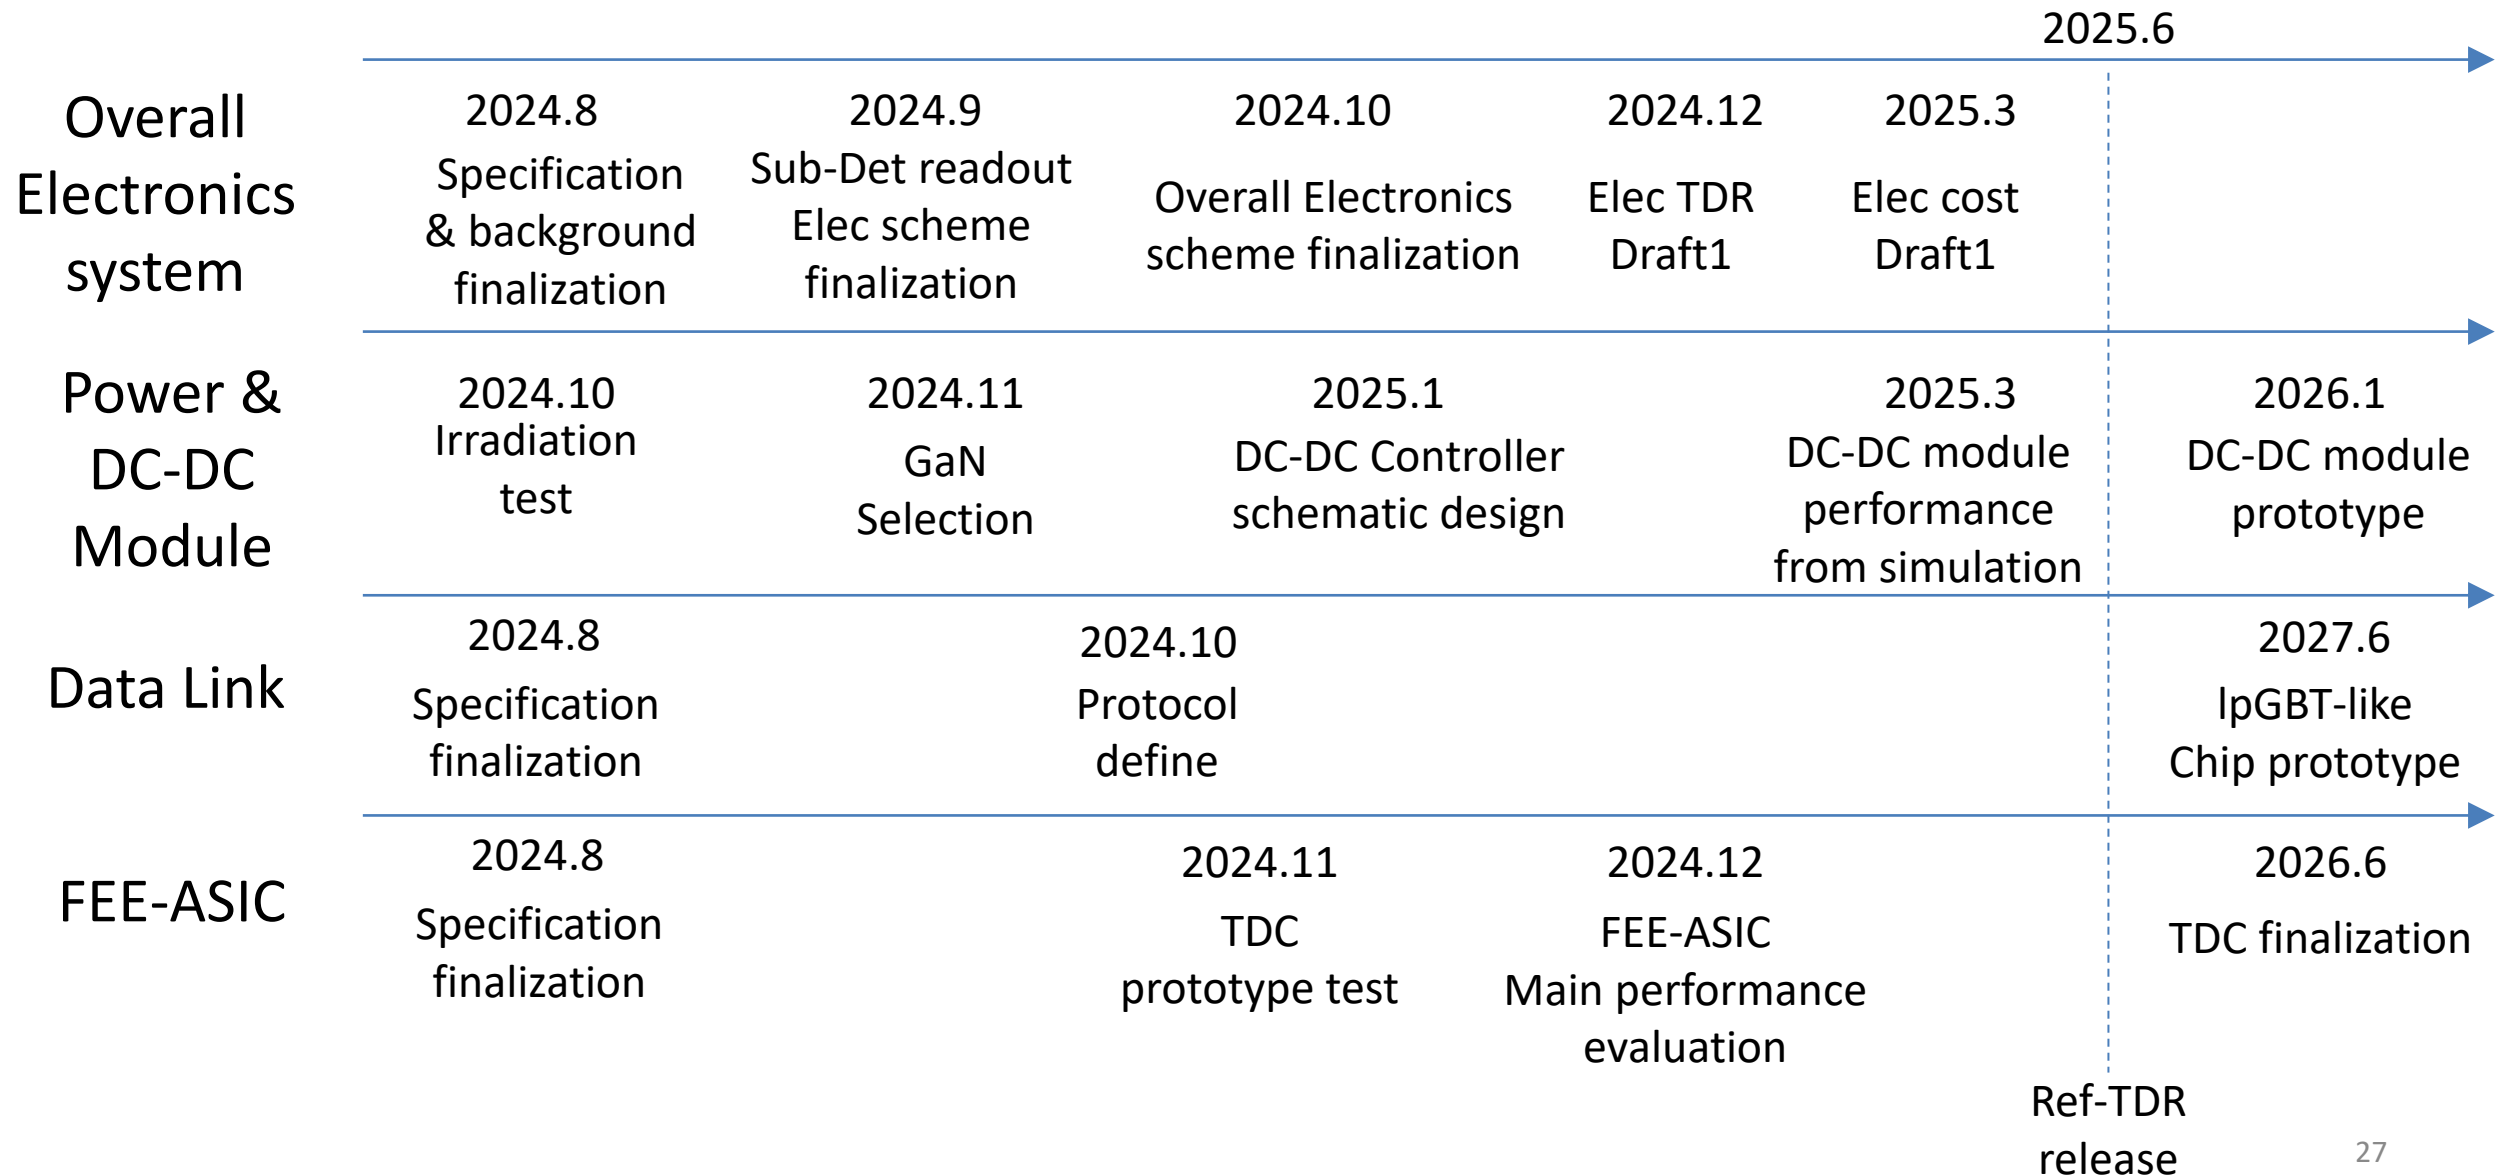 2025.6
Overall
Electronics
system
2024.8
Specification
& background
finalization
2024.9
Sub-Det readout
Elec scheme
finalization
2024.10
Overall Electronics
scheme finalization
2024.12
Elec TDR
Draft1
2025.3
Elec cost
Draft1
Power &
DC-DC
Module
2024.10
Irradiation
test
2024.11
GaN
Selection
2025.1
DC-DC Controller
schematic design
2025.3
DC-DC module
performance
from simulation
2026.1
DC-DC module
prototype
Data Link
2024.8
Specification
finalization
2024.10
Protocol
define
2027.6
lpGBT-like
Chip prototype
FEE-ASIC
2024.8
Specification
finalization
2024.11
TDC
prototype test
2024.12
FEE-ASIC
Main performance
evaluation
2026.6
TDC finalization
Ref-TDR
release
27